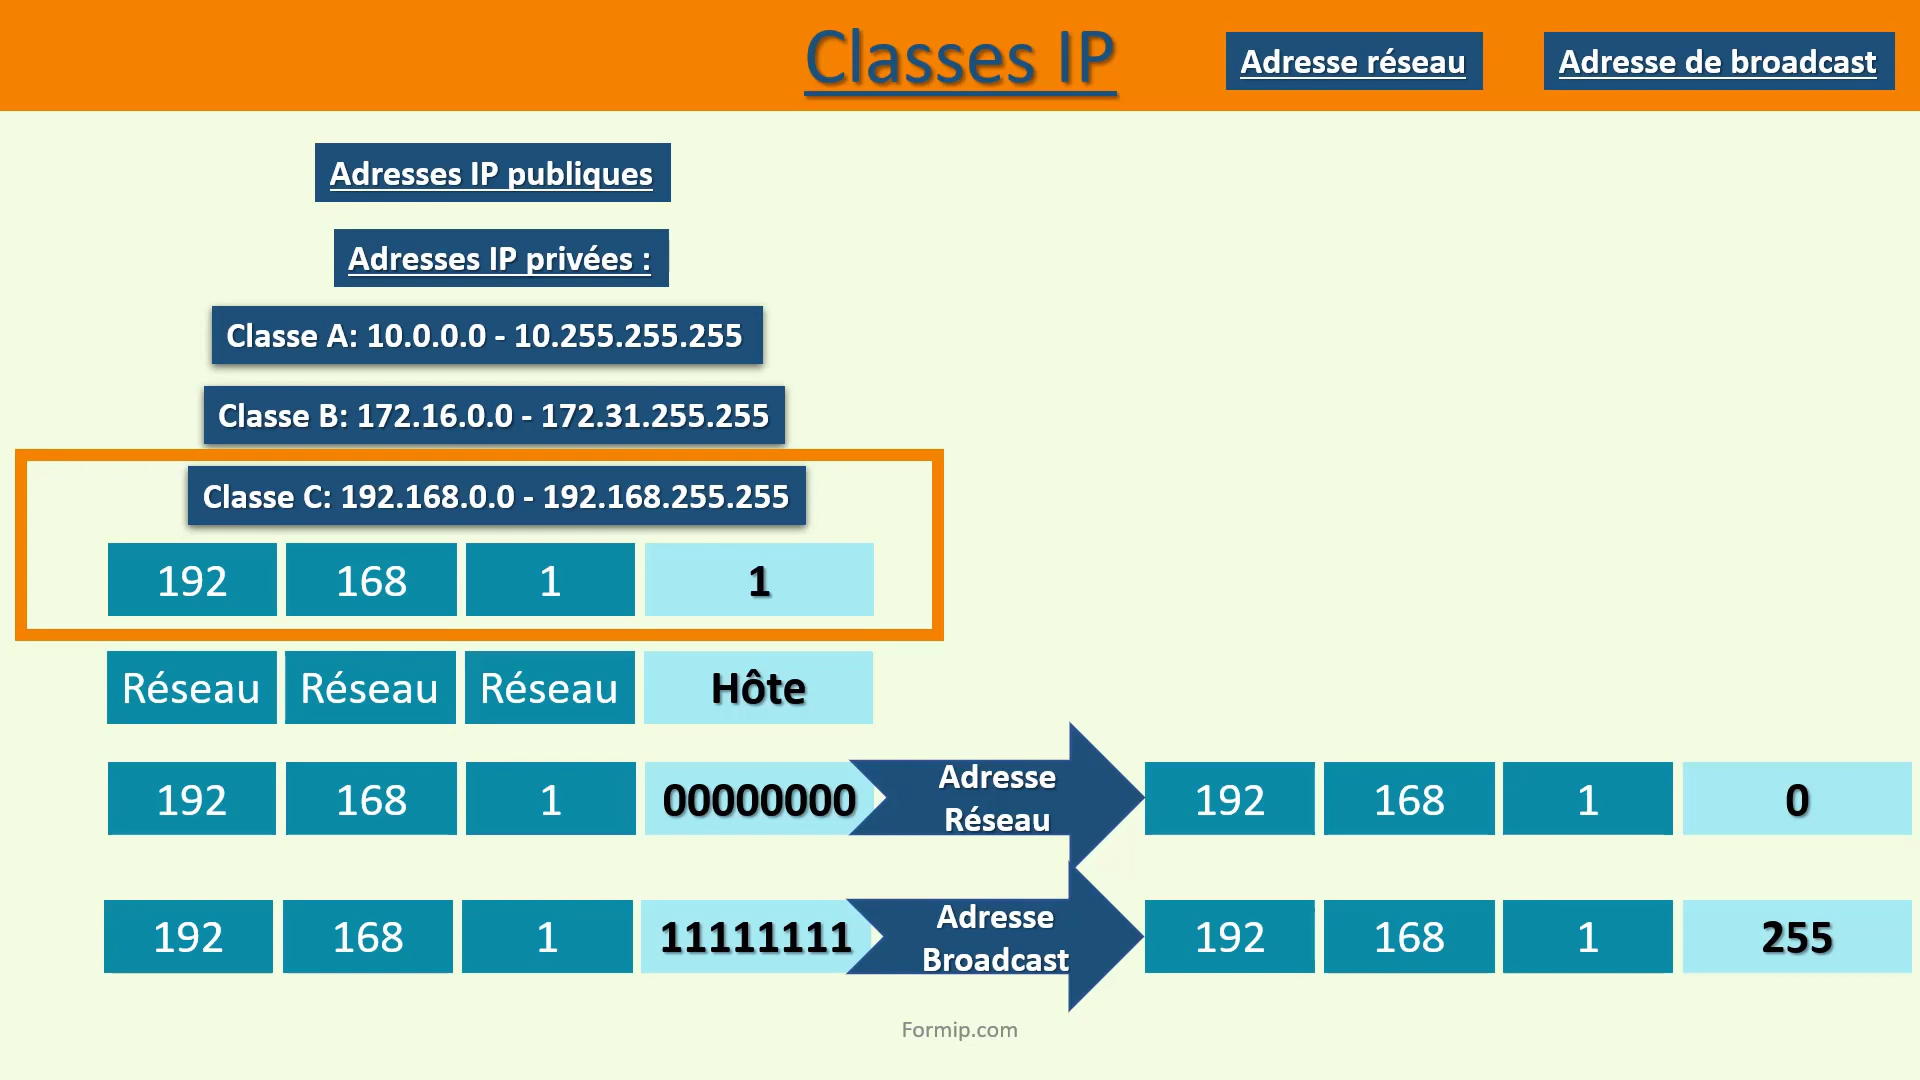 Classes IP
Adresse réseau
Adresse de broadcast
Adresses IP publiques
Adresses IP privées :
Classe A: 10.0.0.0 - 10.255.255.255
Classe B: 172.16.0.0 - 172.31.255.255
Classe C: 192.168.0.0 - 192.168.255.255
192 168 1 1
Réseau Réseau Réseau Hôte
192 168 1 00000000
Adresse
Réseau
192 168 1 0
192 168 1 11111111
Adresse
Broadcast
192 168 1 255
Formip.com